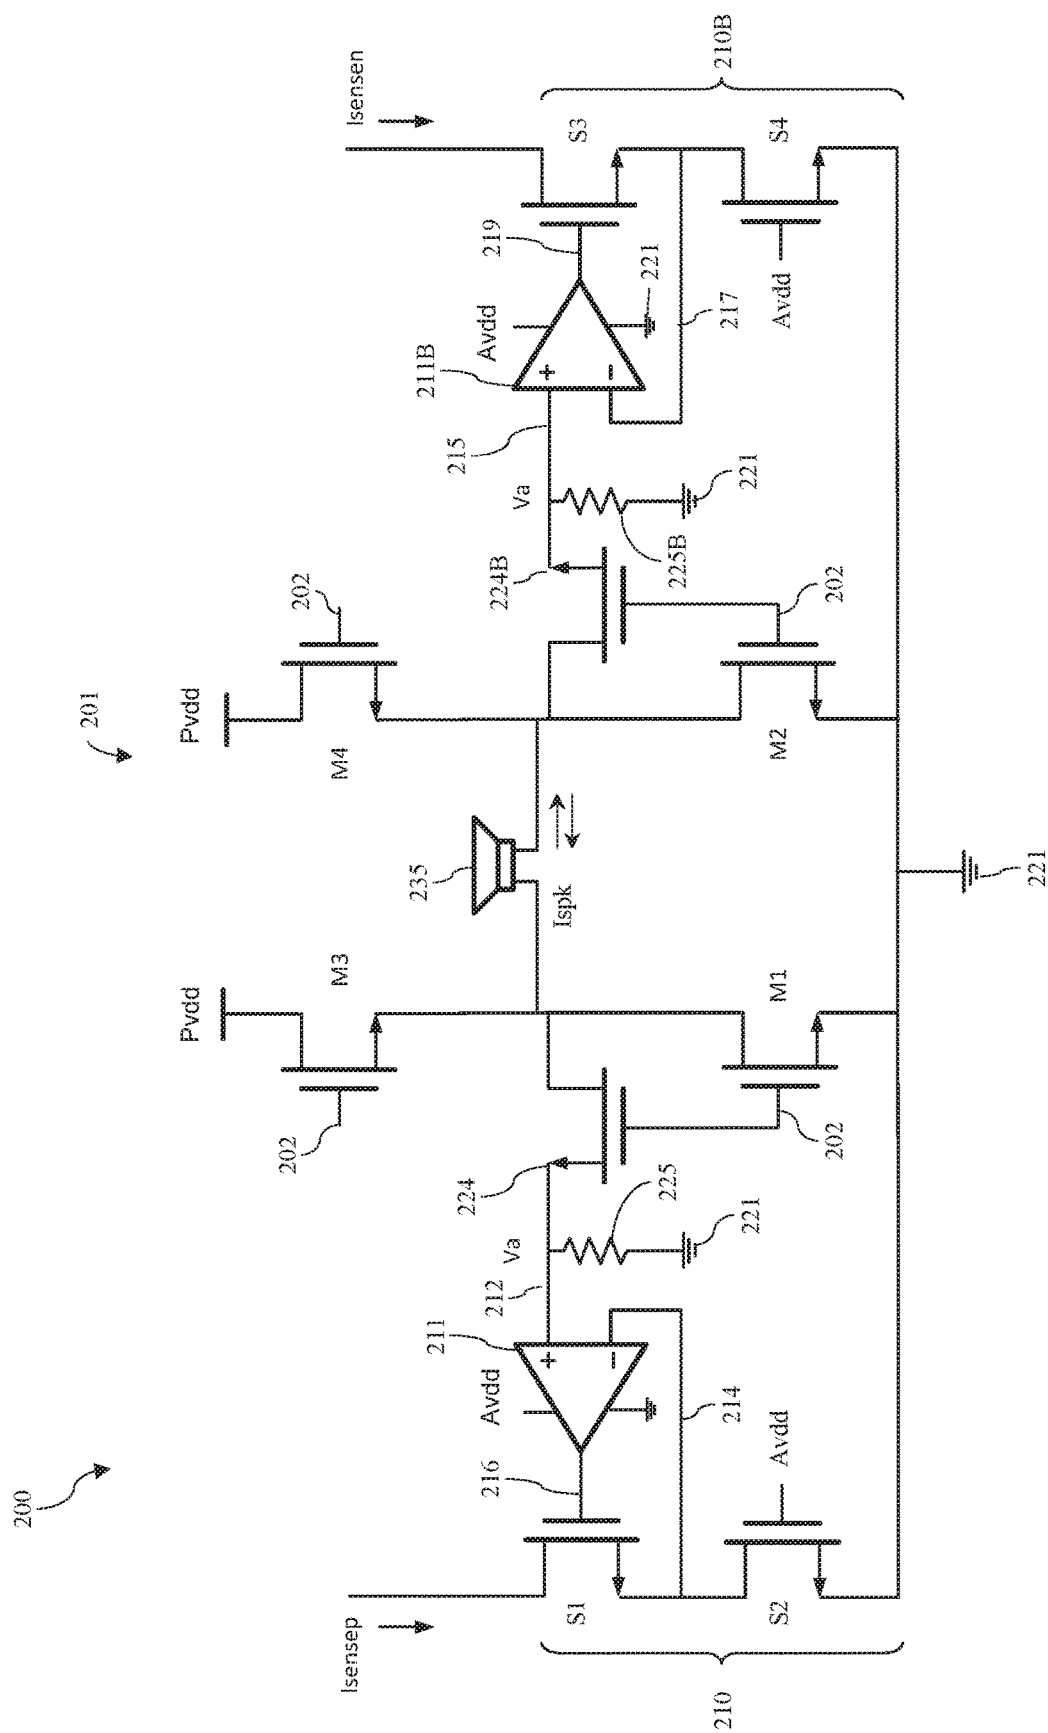 200
201
Isensep
Pvdd
Pvdd
Isensen
202
M3
M4
202
216
Avdd
211
212
Va
224
235
224B
Va
215
211B
Avdd
219
S1
+
−
225
Ispk
225B
+
−
221
S3
210
214
221
221
217
210B
S2
Avdd
202
M1
M2
202
Avdd
S4
221